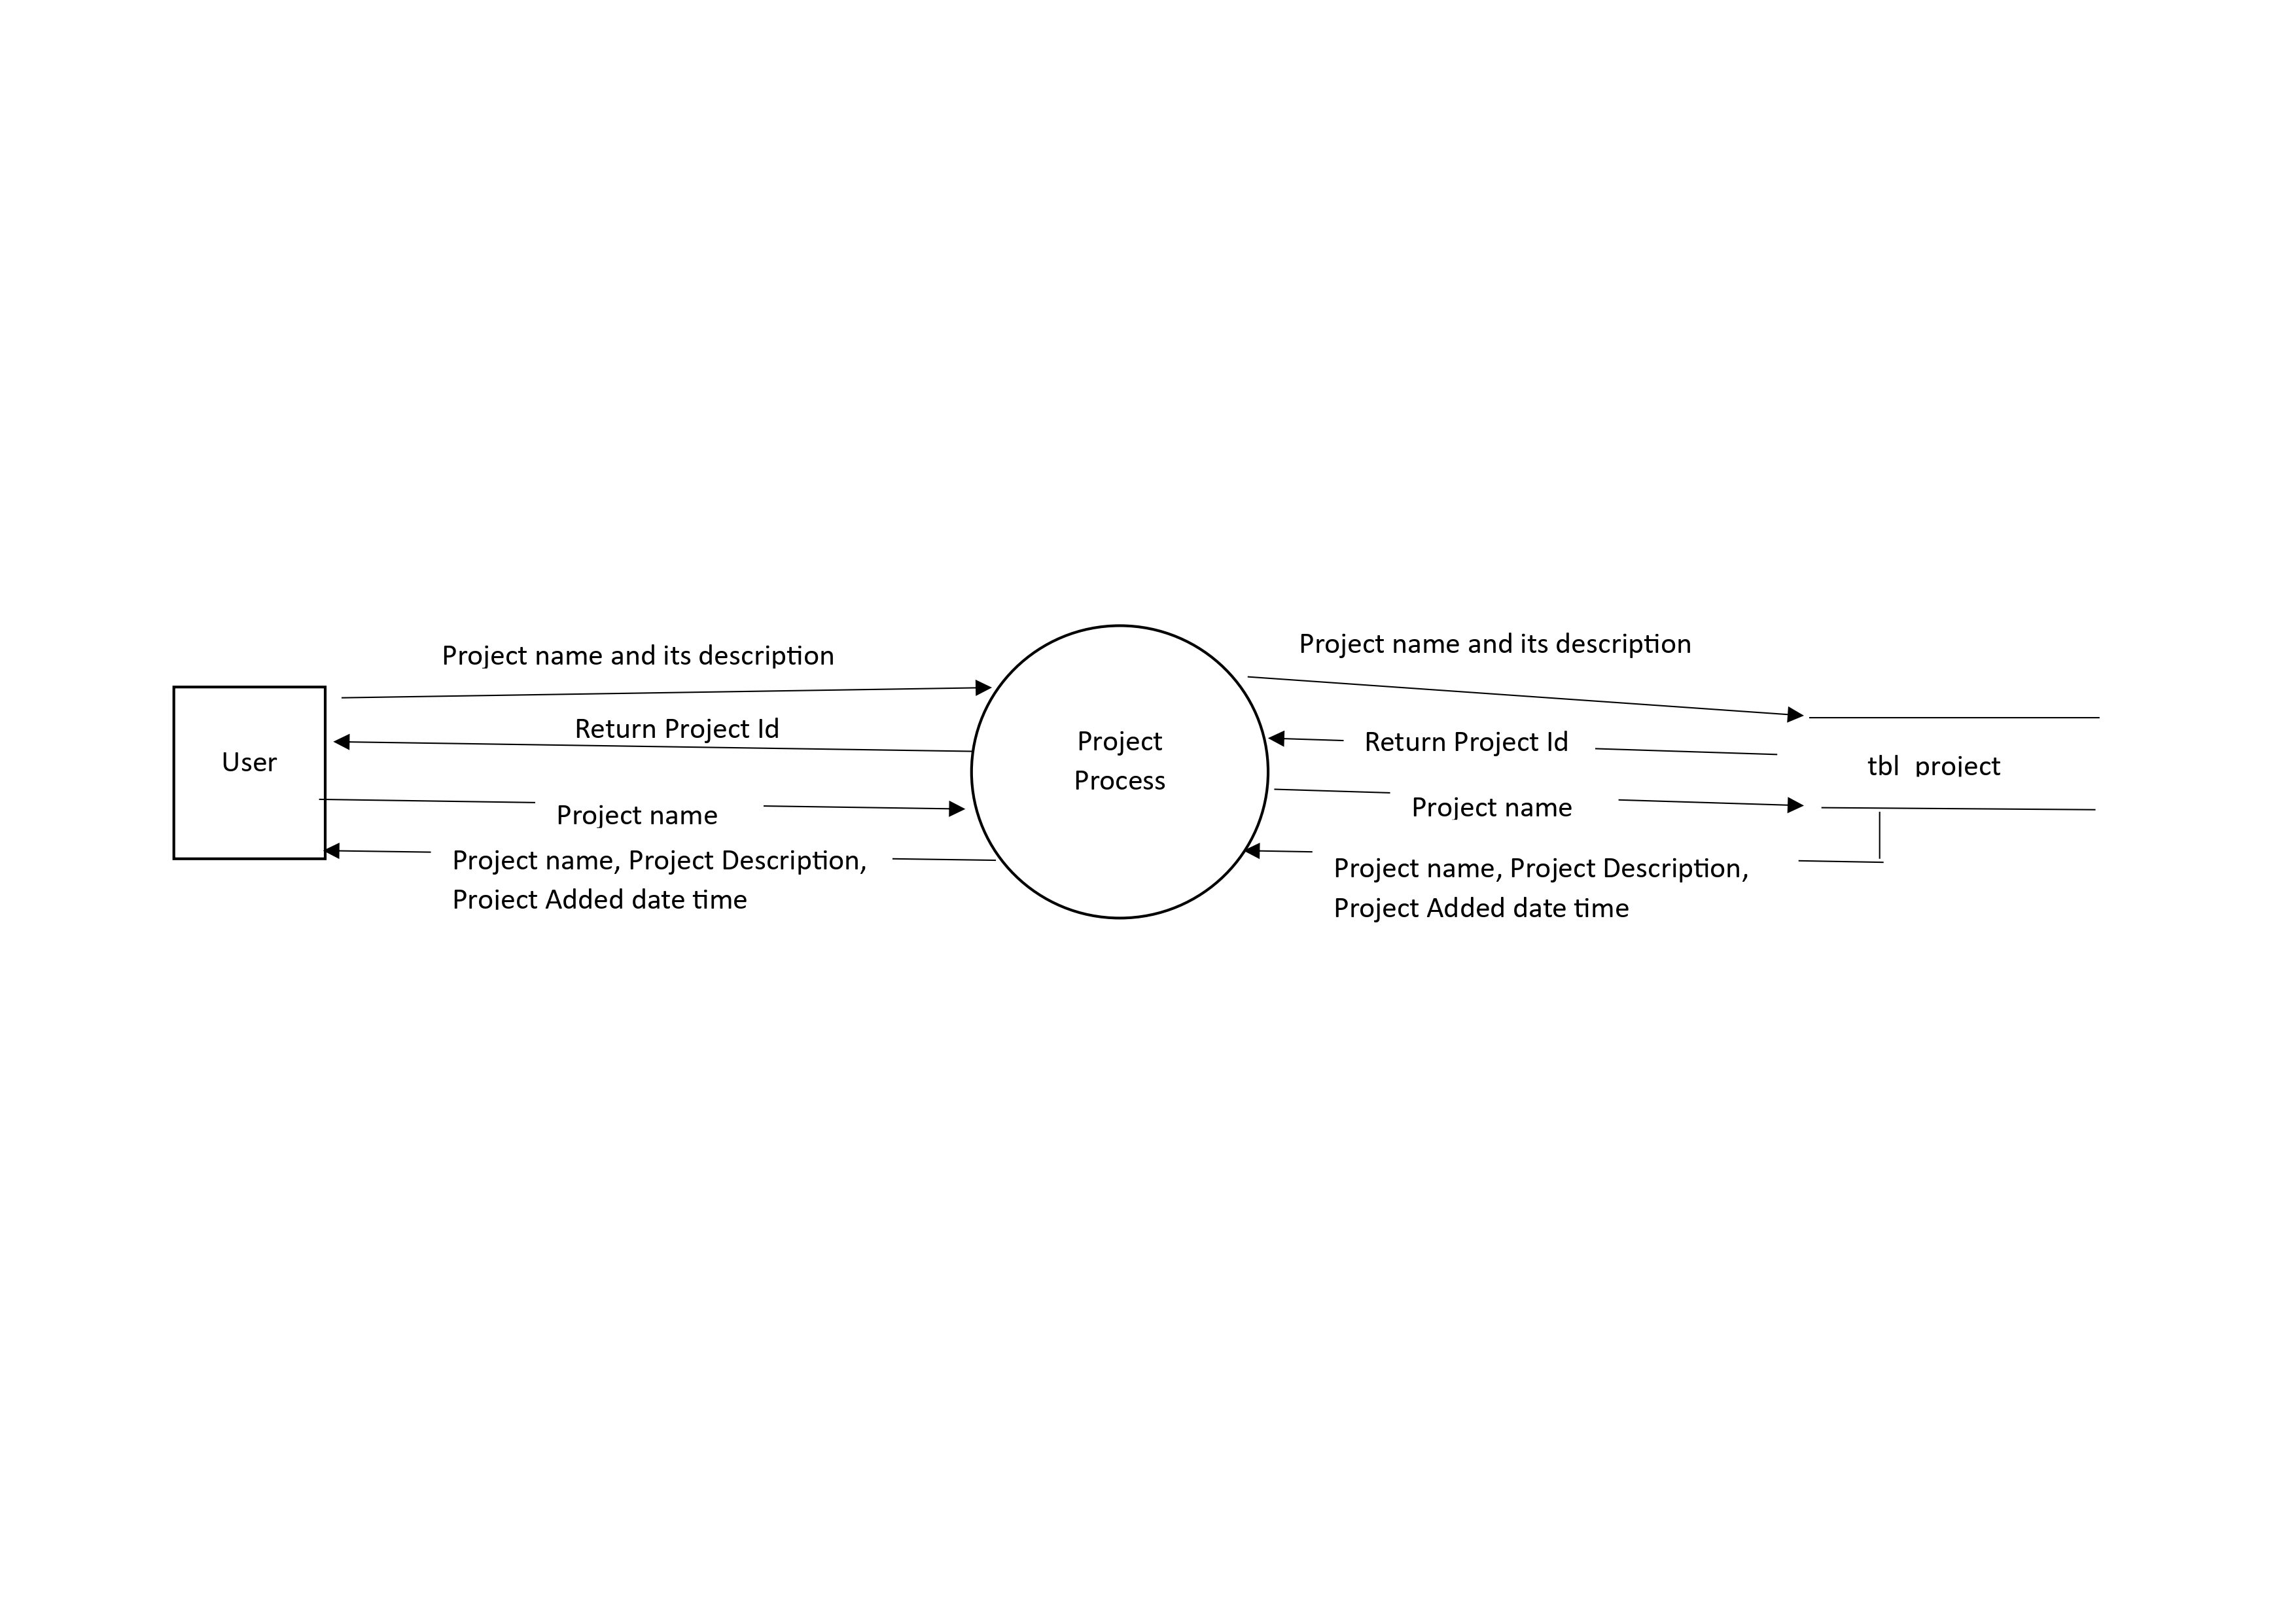 Project name and its description
Project name and its description
Return Project Id
Return Project Id
User
Project
Process
tbl_project
Project name
Project name
Project name, Project Description,
Project Added date time
Project name, Project Description,
Project Added date time